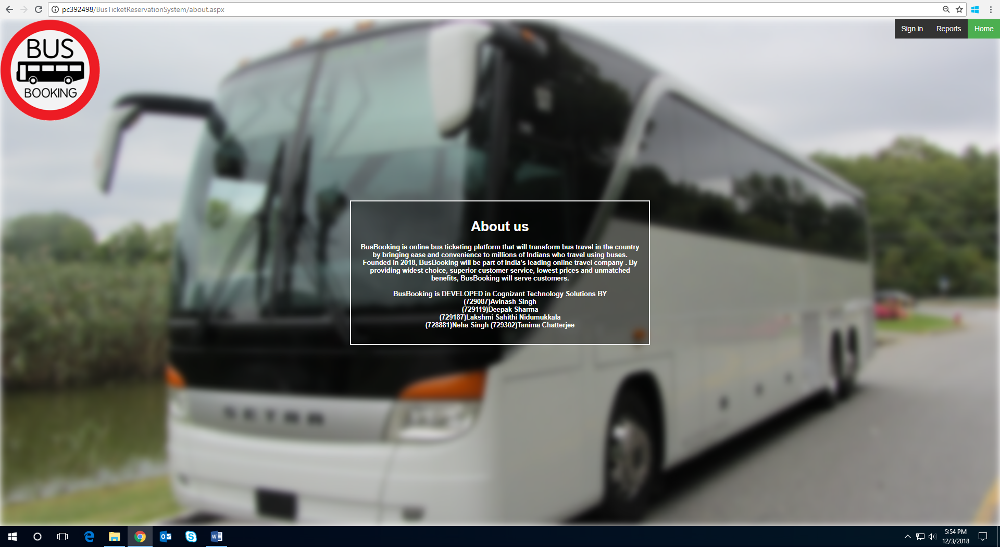 pc392498/BusTicketReservationSystem/about.aspx
Sign in Reports Home
BUS
BOOKING
About us
BusBooking is online bus ticketing platform that will transform bus travel in the country
by bringing ease and convenience to millions of Indians who travel using buses.
Founded in 2018, BusBooking will be part of India’s leading online travel company . By
providing widest choice, superior customer service, lowest prices and unmatched
benefits, BusBooking will serve customers.
BusBooking is DEVELOPED in Cognizant Technology Solutions BY
(729087)Avinash Singh
(729119)Deepak Sharma
(729187)Lakshmi Sahithi Nidumukkala
(728881)Neha Singh (729302)Tanima Chatterjee
SETRA
5:54 PM
12/3/2018